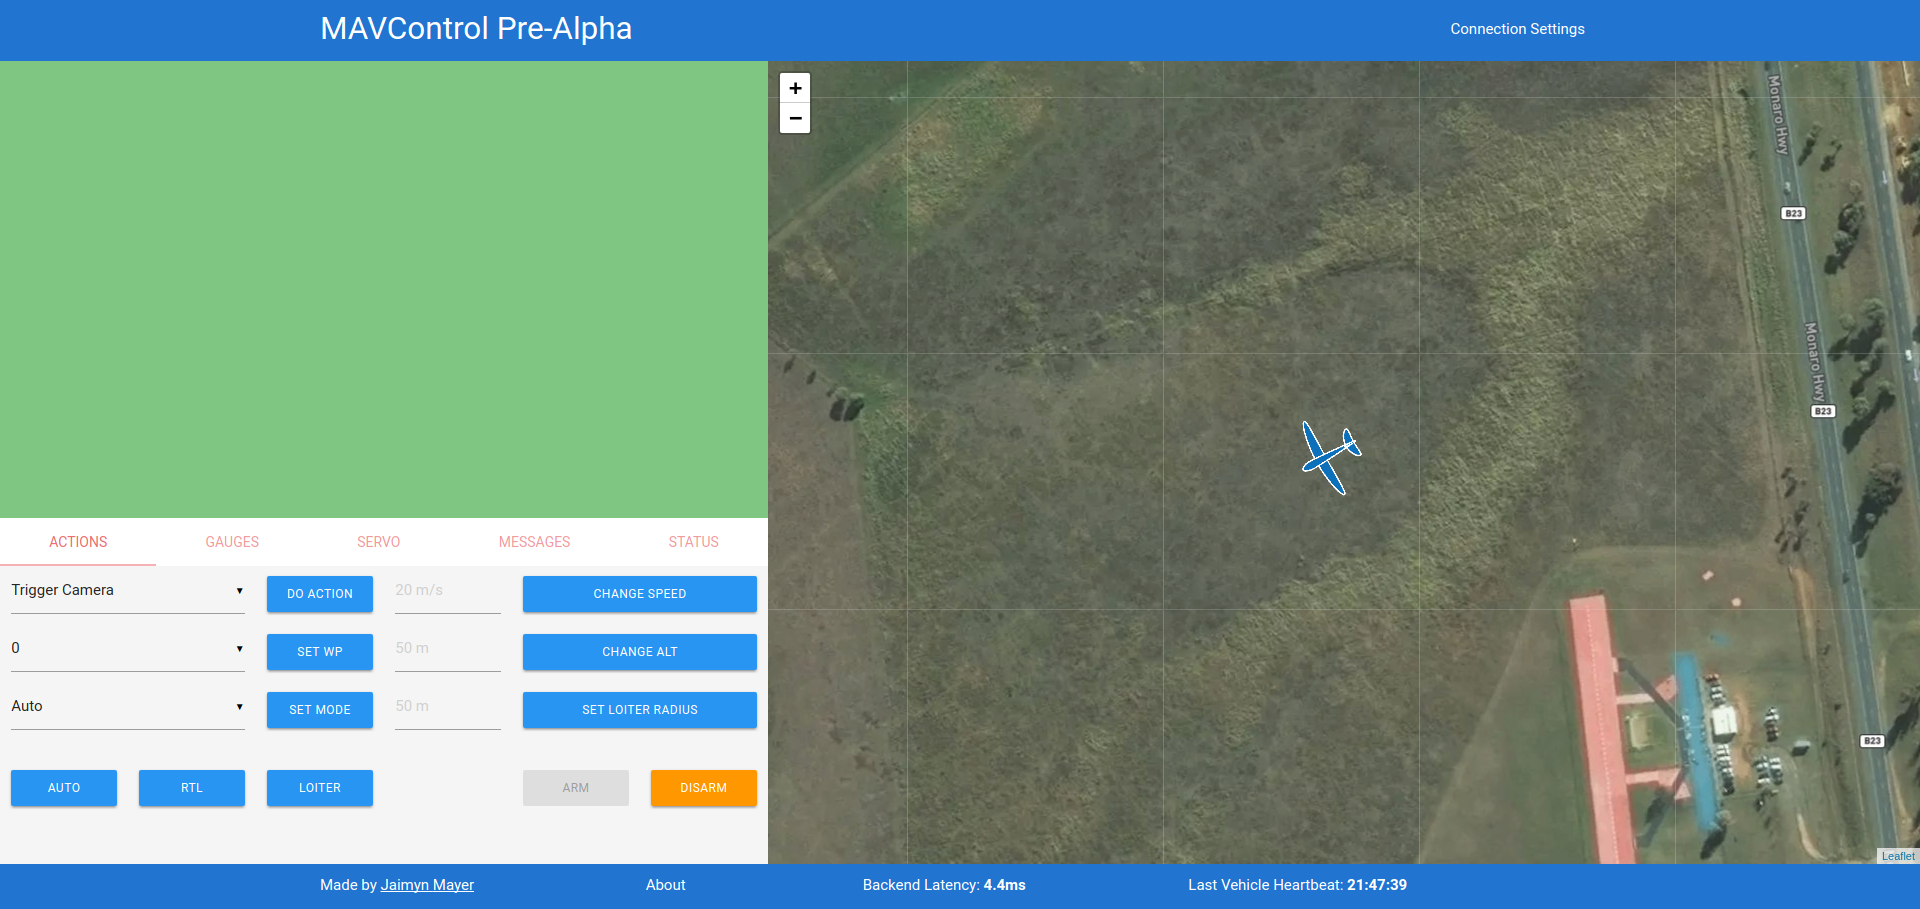 MAVControl Pre-Alpha
Connection Settings
+
−
Monaro Hwy
B23
Monaro Hwy
B23
B23
Leaflet
ACTIONS GAUGES SERVO MESSAGES STATUS
Trigger Camera ▼ DO ACTION 20 m/s CHANGE SPEED
0 ▼ SET WP 50 m CHANGE ALT
Auto ▼ SET MODE 50 m SET LOITER RADIUS
AUTO RTL LOITER ARM DISARM
Made by Jaimyn Mayer About Backend Latency: 4.4ms Last Vehicle Heartbeat: 21:47:39